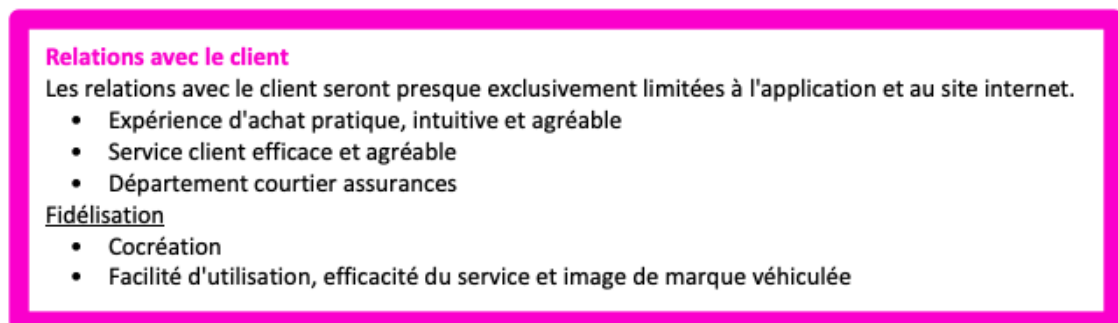 Relations avec le client
Les relations avec le client seront presque exclusivement limitées à l'application et au site internet.
• Expérience d'achat pratique, intuitive et agréable
• Service client efficace et agréable
• Département courtier assurances
Fidélisation
• Cocréation
• Facilité d'utilisation, efficacité du service et image de marque véhiculée